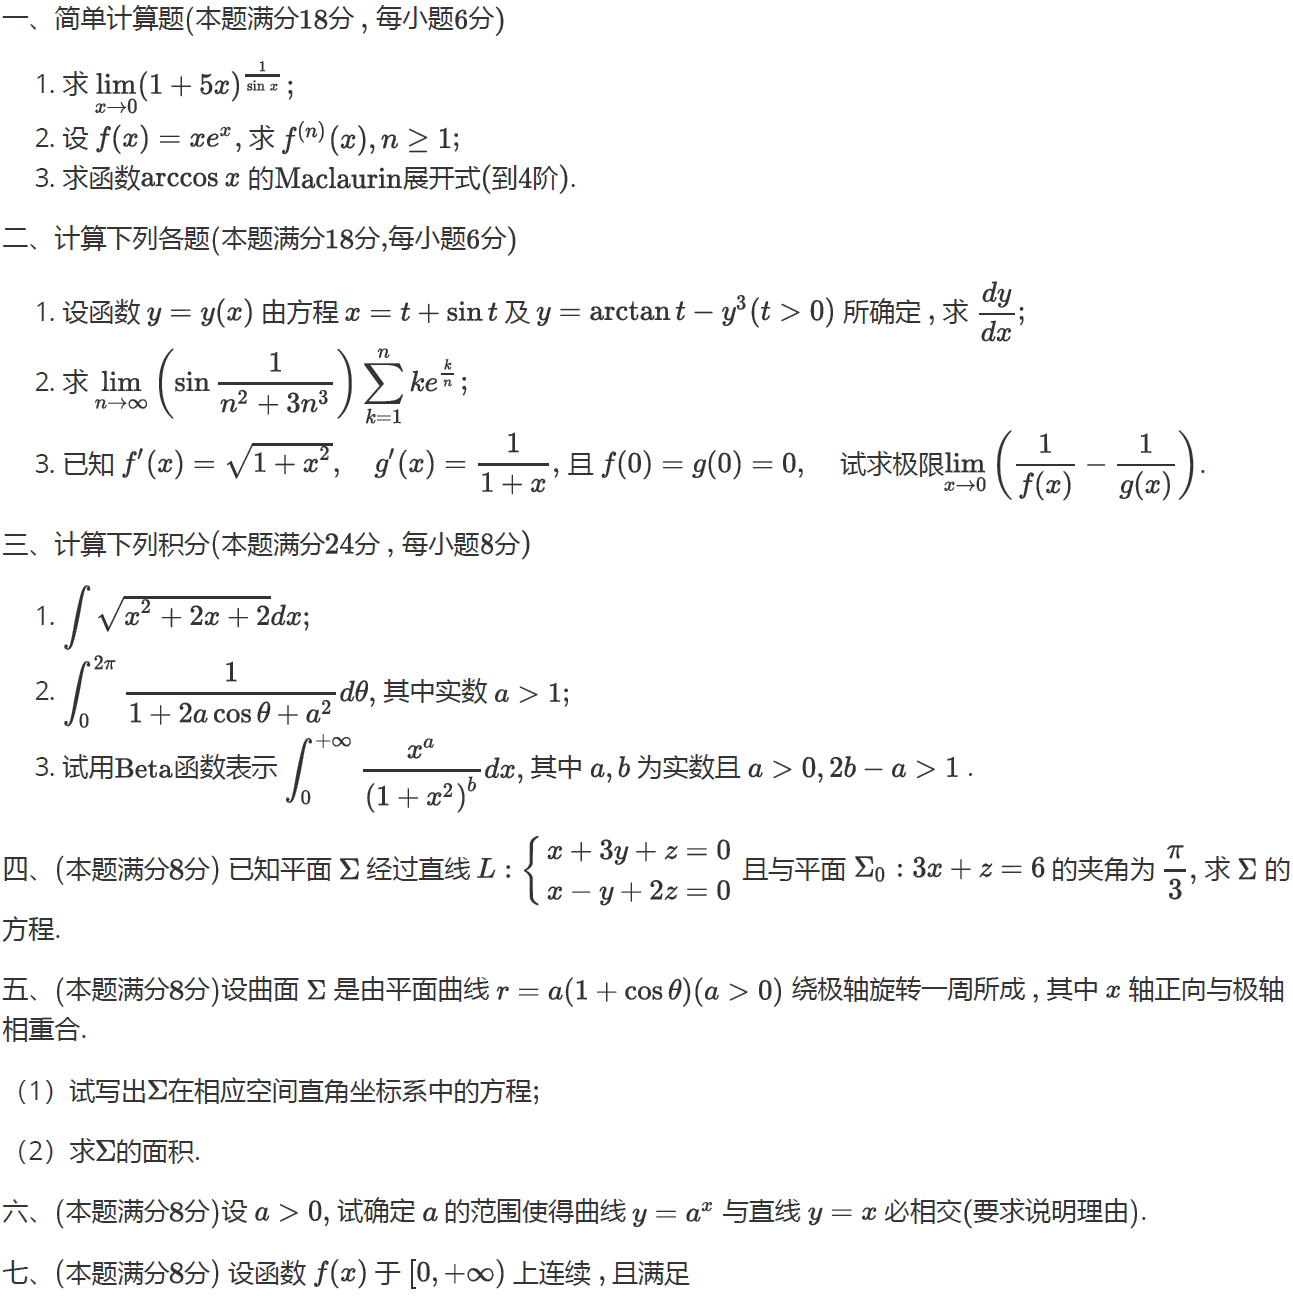 一、简单计算题(本题满分18分，每小题6分)
1. 求 $\lim\limits_{x\to 0}(1+5x)^{\frac{1}{\sin x}}$;
2. 设 $f(x)=xe^x$, 求 $f^{(n)}(x), n\geq 1$;
3. 求函数$\arccos x$ 的Maclaurin展开式(到4阶).
二、计算下列各题(本题满分18分,每小题6分)
1. 设函数 $y=y(x)$ 由方程 $x=t+\sin t$ 及 $y=\arctan t-y^3(t>0)$ 所确定，求 $\dfrac{dy}{dx}$;
2. 求 $\lim\limits_{n\to\infty}\left(\sin\dfrac{1}{n^2+3n^3}\right)\sum\limits_{k=1}^{n}ke^{\frac{k}{n}}$;
3. 已知 $f'(x)=\sqrt{1+x^2}$, $g'(x)=\dfrac{1}{1+x}$, 且 $f(0)=g(0)=0$, 试求极限$\lim\limits_{x\to 0}\left(\dfrac{1}{f(x)}-\dfrac{1}{g(x)}\right)$.
三、计算下列积分(本题满分24分，每小题8分)
1. $\int\sqrt{x^2+2x+2}dx$;
2. $\int_0^{2\pi}\dfrac{1}{1+2a\cos\theta+a^2}d\theta$, 其中实数 $a>1$;
3. 试用Beta函数表示 $\int_0^{+\infty}\dfrac{x^a}{(1+x^2)^b}dx$, 其中 $a,b$ 为实数且 $a>0, 2b-a>1$ .
四、(本题满分8分) 已知平面 $\Sigma$ 经过直线 $L:\begin{cases}x+3y+z=0\\x-y+2z=0\end{cases}$ 且与平面 $\Sigma_0:3x+z=6$ 的夹角为 $\dfrac{\pi}{3}$, 求 $\Sigma$ 的
方程.
五、(本题满分8分)设曲面 $\Sigma$ 是由平面曲线 $r=a(1+\cos\theta)(a>0)$ 绕极轴旋转一周所成，其中 $x$ 轴正向与极轴
相重合.
（1）试写出$\Sigma$在相应空间直角坐标系中的方程;
（2）求$\Sigma$的面积.
六、(本题满分8分)设 $a>0$, 试确定 $a$ 的范围使得曲线 $y=a^x$ 与直线 $y=x$ 必相交(要求说明理由).
七、(本题满分8分) 设函数 $f(x)$ 于 $[0,+\infty)$ 上连续，且满足